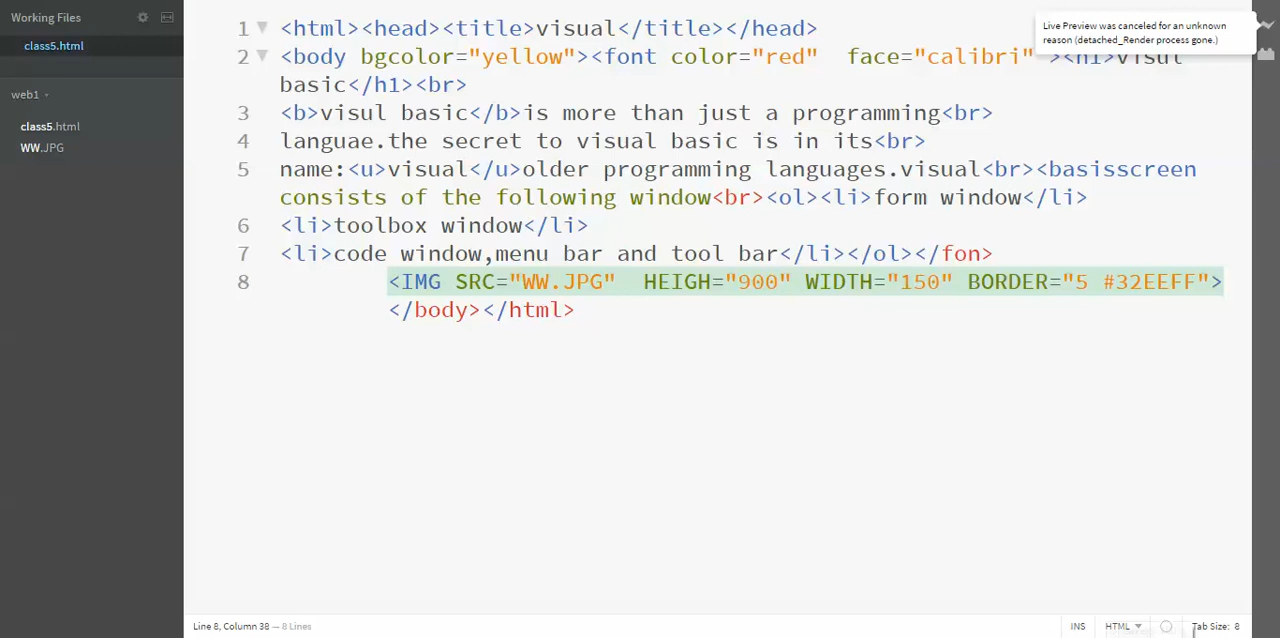 Working Files
class5.html
web1
class5.html
WW.JPG
1 <html><head><title>visual</title></head>
2 <body bgcolor="yellow"><font color="red"  face="calibri" ><h1>visul
basic</h1><br>
3 <b>visul basic</b>is more than just a programming<br>
4 languae.the secret to visual basic is in its<br>
5 name:<u>visual</u>older programming languages.visual<br><basisscreen
consists of the following window<br><ol><li>form window</li>
6 <li>toolbox window</li>
7 <li>code window,menu bar and tool bar</li></ol></fon>
8 <IMG SRC="WW.JPG"  HEIGH="900" WIDTH="150" BORDER="5 #32EEFF">
</body></html>
Live Preview was canceled for an unknown
reason (detached_Render process gone.)
Line 8, Column 38 — 8 Lines
INS HTML Tab Size: 8